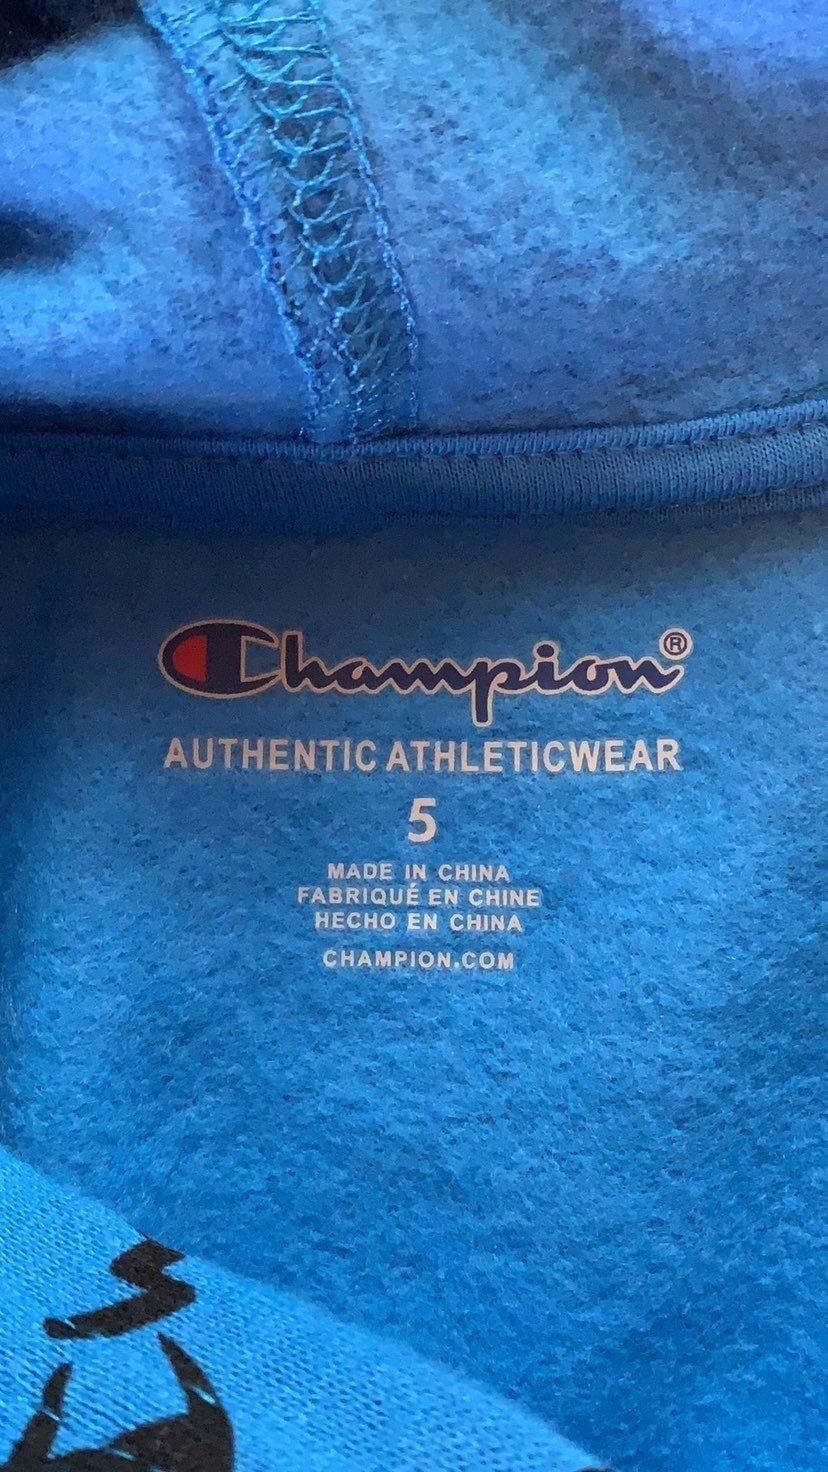 Champion®
AUTHENTIC ATHLETICWEAR
5
MADE IN CHINA
FABRIQUÉ EN CHINE
HECHO EN CHINA
CHAMPION.COM